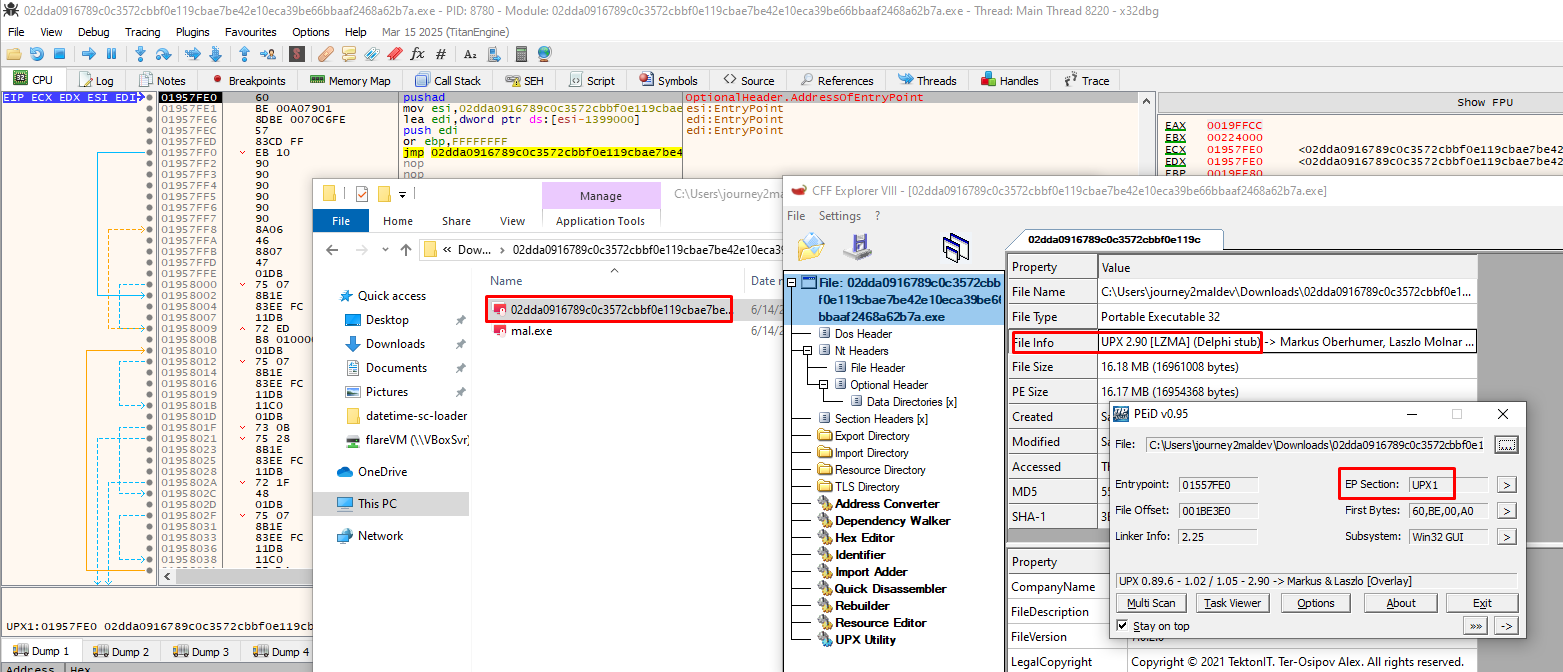 02dda0916789c0c3572cbbf0e119cbae7be42e10eca39be66bbaaf2468a62b7a.exe - PID: 8780 - Module: 02dda0916789c0c3572cbbf0e119cbae7be42e10eca39be66bbaaf2468a62b7a.exe - Thread: Main Thread 8220 - x32dbg
File View Debug Tracing Plugins Favourites Options Help Mar 15 2025 (TitanEngine)
CPU Log Notes Breakpoints Memory Map Call Stack SEH Script Symbols Source References Threads Handles Trace
EIP ECX EDX ESI EDI
01957FE0 60 pushad OptionalHeader.AddressOfEntryPoint
01957FE1 BE 00A07901 mov esi,02dda0916789c0c3572cbbf0e119cbae esi:EntryPoint
01957FE6 8DBE 0070C6FE lea edi,dword ptr ds:[esi-1399000] edi:EntryPoint
01957FEC 57 push edi edi:EntryPoint
01957FED 83CD FF or ebp,FFFFFFFF
01957FF0 EB 10 jmp 02dda0916789c0c3572cbbf0e119cbae7be4
01957FF2 90 nop
01957FF3 90 nop
01957FF4 90
01957FF5 90
01957FF6 90
01957FF7 90
01957FF8 8A06
01957FFA 46
01957FFB 8807
01957FFD 47
01957FFE 01DB
01958000 75 07
01958002 8B1E
01958004 83EE FC
01958007 11DB
01958009 72 ED
0195800B B8 010000
01958010 01DB
01958012 75 07
01958014 8B1E
01958016 83EE FC
01958019 11DB
0195801B 11C0
0195801D 01DB
0195801F 73 0B
01958021 75 28
01958023 8B1E
01958025 83EE FC
01958028 11DB
0195802A 72 1F
0195802C 48
0195802D 01DB
0195802F 75 07
01958031 8B1E
01958033 83EE FC
01958036 11DB
01958038 11C0
UPX1:01957FE0 02dda0916789c0c3572cbbf0e119cb
Dump 1 Dump 2 Dump 3 Dump 4
Address Hex
Show FPU
EAX 0019FFCC
EBX 00224000
ECX 01957FE0 <02dda0916789c0c3572cbbf0e119cbae7be42
EDX 01957FE0 <02dda0916789c0c3572cbbf0e119cbae7be42
EBP 0019FF80
Manage C:\Users\journey2ma
File Home Share View Application Tools
« Dow... › 02dda0916789c0c3572cbbf0e119cbae7be42e10eca39
Name Date
Quick access
Desktop
Downloads
Documents
Pictures
datetime-sc-loader
flareVM (\\VBoxSvr)
OneDrive
This PC
Network
02dda0916789c0c3572cbbf0e119cbae7be... 6/14/2
mal.exe 6/14/2
CFF Explorer VIII - [02dda0916789c0c3572cbbf0e119cbae7be42e10eca39be66bbaaf2468a62b7a.exe]
File Settings ?
File: 02dda0916789c0c3572cbb
f0e119cbae7be42e10eca39be66
bbaaf2468a62b7a.exe
Dos Header
Nt Headers
File Header
Optional Header
Data Directories [x]
Section Headers [x]
Export Directory
Import Directory
Resource Directory
TLS Directory
Address Converter
Dependency Walker
Hex Editor
Identifier
Import Adder
Quick Disassembler
Rebuilder
Resource Editor
UPX Utility
02dda0916789c0c3572cbbf0e119c
Property Value
File Name C:\Users\journey2maldev\Downloads\02dda0916789c0c3572cbbf0e1...
File Type Portable Executable 32
File Info UPX 2.90 [LZMA] (Delphi stub) -> Markus Oberhumer, Laszlo Molnar ...
File Size 16.18 MB (16961008 bytes)
PE Size 16.17 MB (16954368 bytes)
Created
Modified
Accessed
MD5
SHA-1
Property
CompanyName
FileDescription
FileVersion
LegalCopyright Copyright © 2021 TektonIT. Ter-Osipov Alex. All rights reserved.
PEiD v0.95
File: C:\Users\journey2maldev\Downloads\02dda0916789c0c3572cbbf0e1
Entrypoint: 01557FE0 EP Section: UPX1 >
File Offset: 001BE3E0 First Bytes: 60,BE,00,A0 >
Linker Info: 2.25 Subsystem: Win32 GUI >
UPX 0.89.6 - 1.02 / 1.05 - 2.90 -> Markus & Laszlo [Overlay]
Multi Scan Task Viewer Options About Exit
Stay on top >> ->